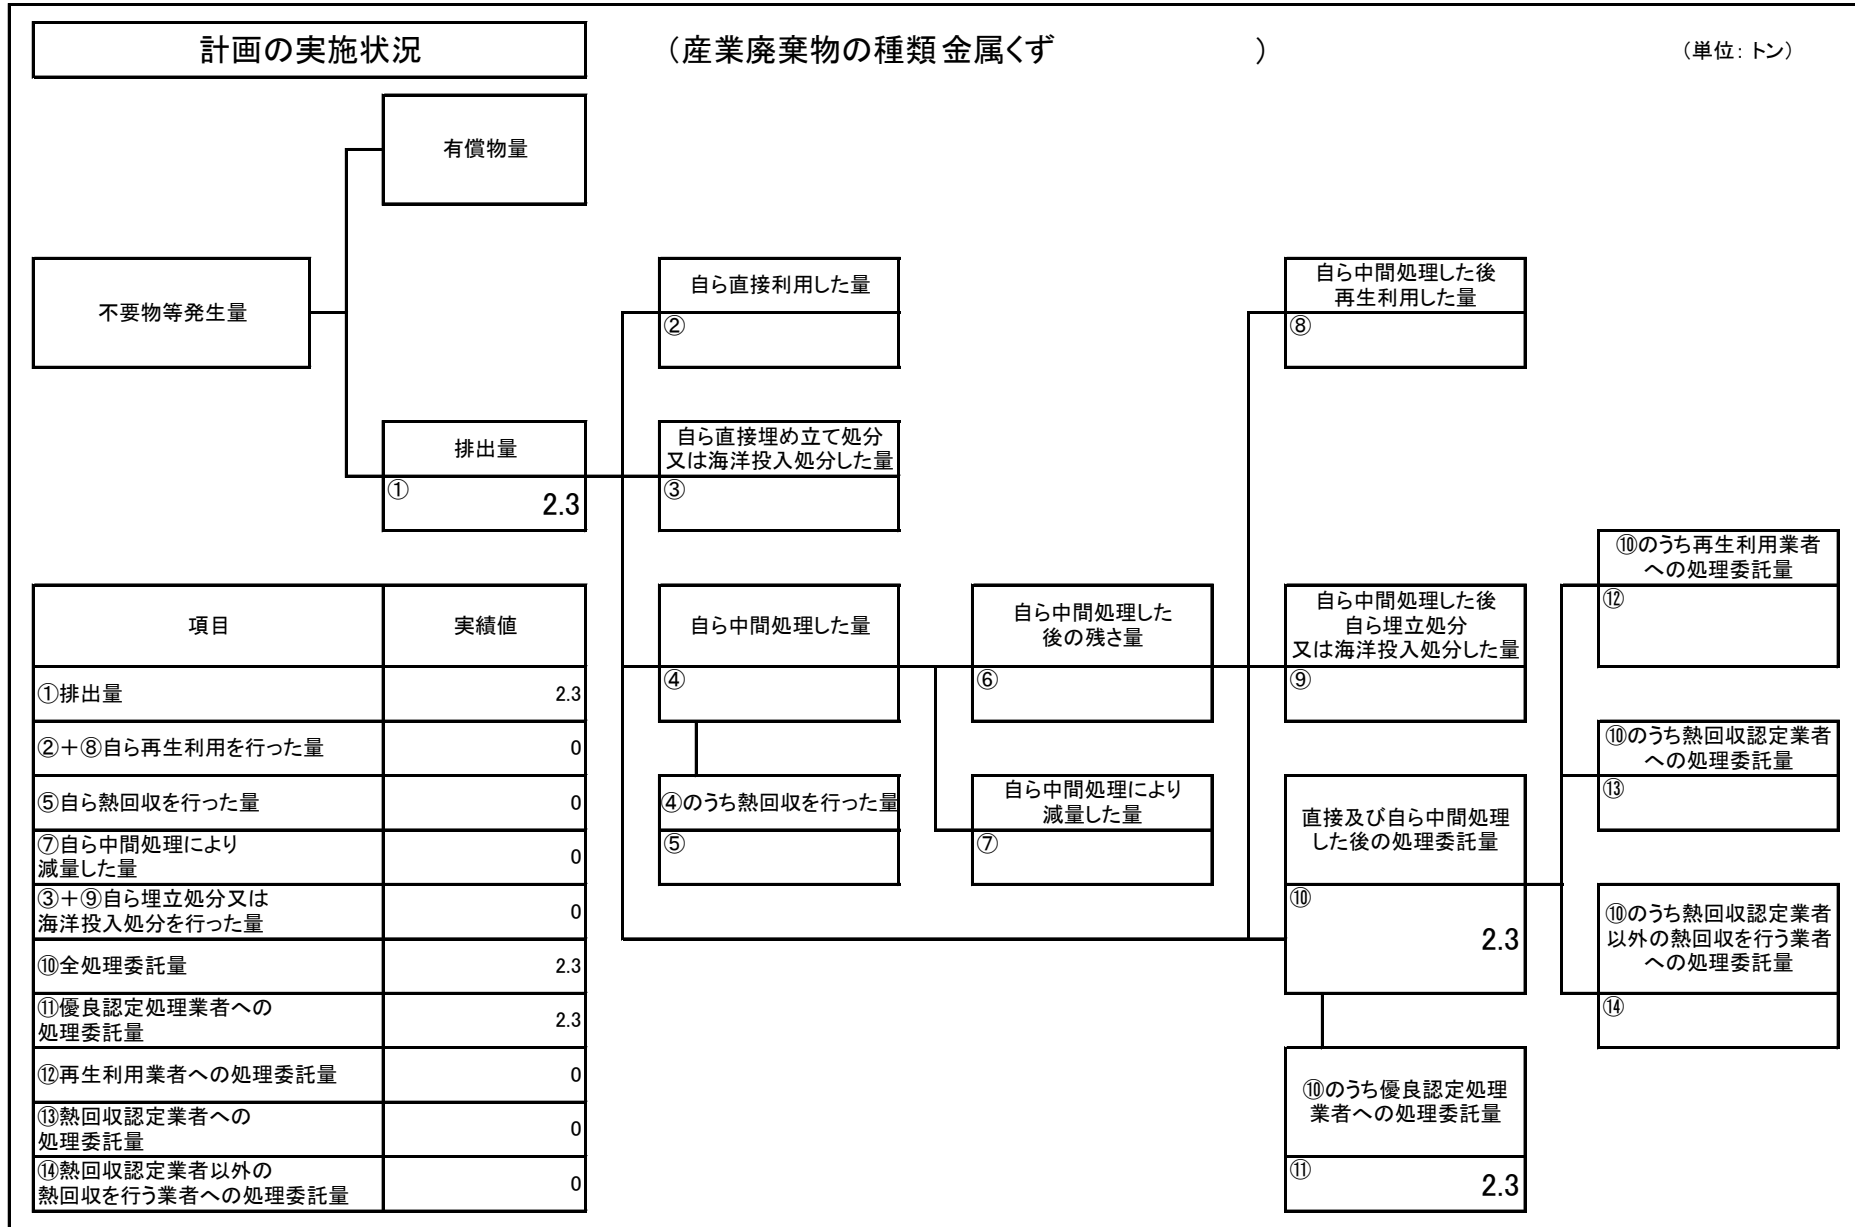 計画の実施状況
(産業廃棄物の種類 金属くず )
(単位: トン)
有償物量
不要物等発生量
自ら直接利用した量
②
自ら中間処理した後
再生利用した量
⑧
排出量
①
2.3
自ら直接埋め立て処分
又は海洋投入処分した量
③
⑩のうち再生利用業者
への処理委託量
⑫
自ら中間処理した量
④
自ら中間処理した
後の残さ量
⑥
自ら中間処理した後
自ら埋立処分
又は海洋投入処分した量
⑨
⑩のうち熱回収認定業者
への処理委託量
⑬
④のうち熱回収を行った量
⑤
自ら中間処理により
減量した量
⑦
直接及び自ら中間処理
した後の処理委託量
⑩
2.3
⑩のうち熱回収認定業者
以外の熱回収を行う業者
への処理委託量
⑭
⑩のうち優良認定処理
業者への処理委託量
⑪
2.3
項目 実績値
①排出量 2.3
②+⑧自ら再生利用を行った量 0
⑤自ら熱回収を行った量 0
⑦自ら中間処理により
減量した量 0
③+⑨自ら埋立処分又は
海洋投入処分を行った量 0
⑩全処理委託量 2.3
⑪優良認定処理業者への
処理委託量 2.3
⑫再生利用業者への処理委託量 0
⑬熱回収認定業者への
処理委託量 0
⑭熱回収認定業者以外の
熱回収を行う業者への処理委託量 0